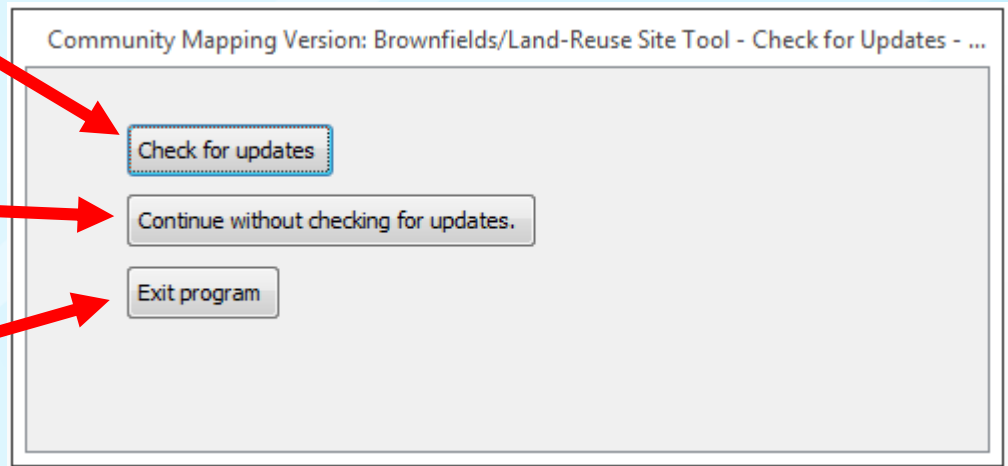 Community Mapping Version: Brownfields/Land-Reuse Site Tool - Check for Updates - ...
Check for updates
Continue without checking for updates.
Exit program